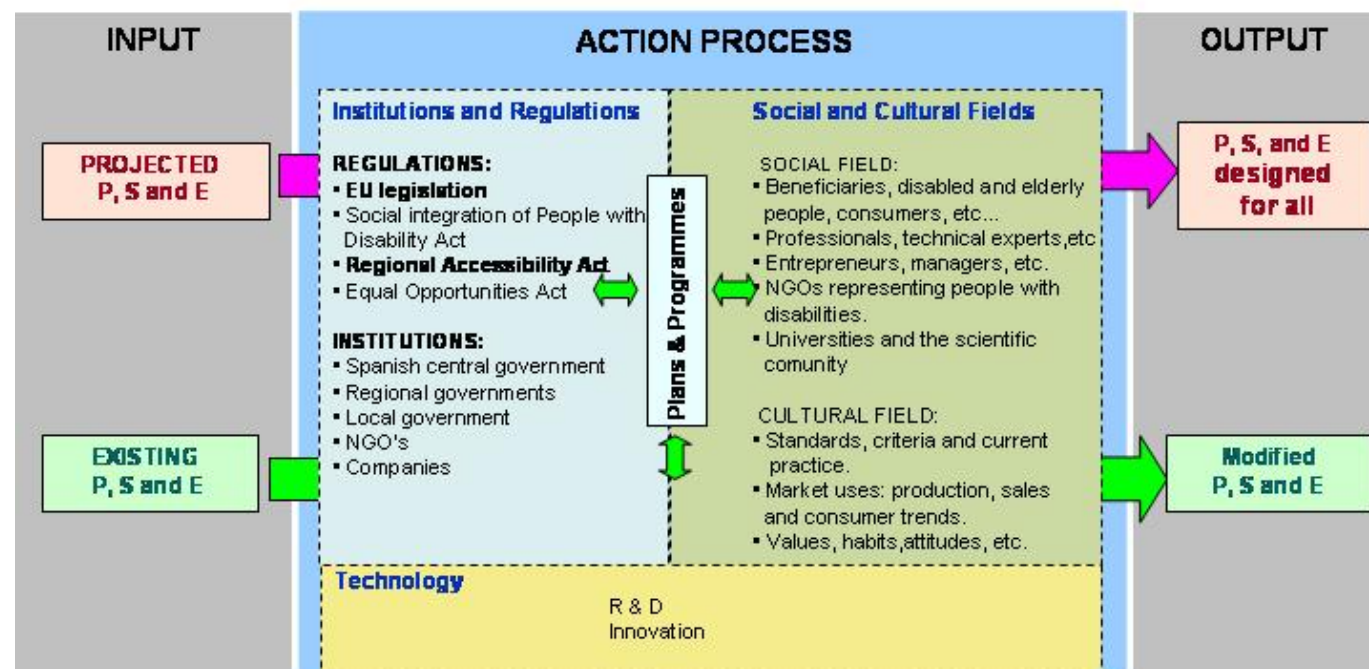 INPUT
ACTION PROCESS
OUTPUT
PROJECTED
P, S and E
EXISTING
P, S and E
Institutions and Regulations
REGULATIONS:
▪ EU legislation
▪ Social integration of People with
Disability Act
▪ Regional Accessibility Act
▪ Equal Opportunities Act
INSTITUTIONS:
▪ Spanish central government
▪ Regional governments
▪ Local government
▪ NGO's
▪ Companies
Plans & Programmes
Social and Cultural Fields
SOCIAL FIELD:
▪ Beneficiaries, disabled and elderly
people, consumers, etc...
▪ Professionals, technical experts,etc
▪ Entrepreneurs, managers, etc.
▪ NGOs representing people with
disabilities.
▪ Universities and the scientific
comunity
CULTURAL FIELD:
▪ Standards, criteria and current
practice.
▪ Market uses: production, sales
and consumer trends.
▪ Values, habits,attitudes, etc.
Technology
R & D
Innovation
P, S, and E
designed
for all
Modified
P, S and E